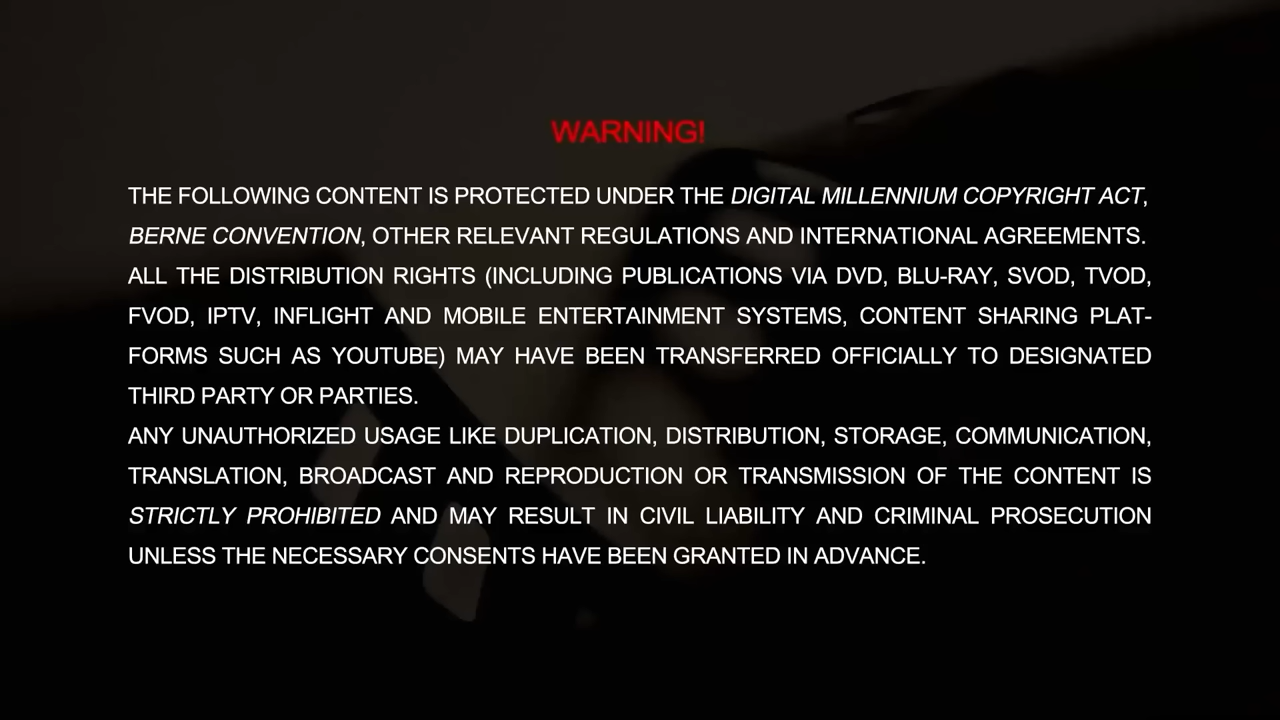 WARNING!
THE FOLLOWING CONTENT IS PROTECTED UNDER THE DIGITAL MILLENNIUM COPYRIGHT ACT,
BERNE CONVENTION, OTHER RELEVANT REGULATIONS AND INTERNATIONAL AGREEMENTS.
ALL THE DISTRIBUTION RIGHTS (INCLUDING PUBLICATIONS VIA DVD, BLU-RAY, SVOD, TVOD,
FVOD, IPTV, INFLIGHT AND MOBILE ENTERTAINMENT SYSTEMS, CONTENT SHARING PLAT-
FORMS SUCH AS YOUTUBE) MAY HAVE BEEN TRANSFERRED OFFICIALLY TO DESIGNATED
THIRD PARTY OR PARTIES.
ANY UNAUTHORIZED USAGE LIKE DUPLICATION, DISTRIBUTION, STORAGE, COMMUNICATION,
TRANSLATION, BROADCAST AND REPRODUCTION OR TRANSMISSION OF THE CONTENT IS
STRICTLY PROHIBITED AND MAY RESULT IN CIVIL LIABILITY AND CRIMINAL PROSECUTION
UNLESS THE NECESSARY CONSENTS HAVE BEEN GRANTED IN ADVANCE.